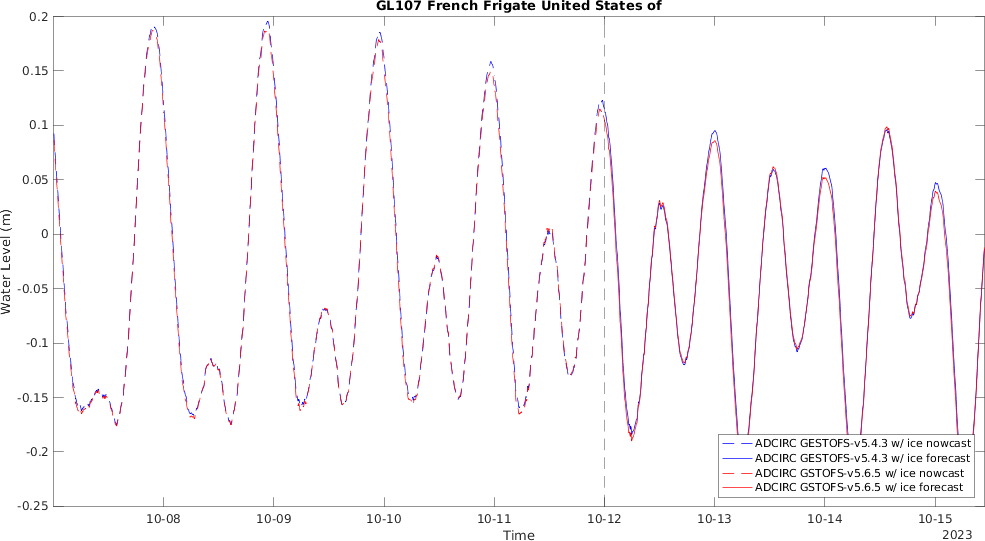 GL107 French Frigate United States of
0.2
0.15
0.1
0.05
0
-0.05
-0.1
-0.15
-0.2
-0.25
Water Level (m)
10-08 10-09 10-10 10-11 10-12 10-13 10-14 10-15
Time
2023
ADCIRC GESTOFS-v5.4.3 w/ ice nowcast
ADCIRC GESTOFS-v5.4.3 w/ ice forecast
ADCIRC GSTOFS-v5.6.5 w/ ice nowcast
ADCIRC GSTOFS-v5.6.5 w/ ice forecast